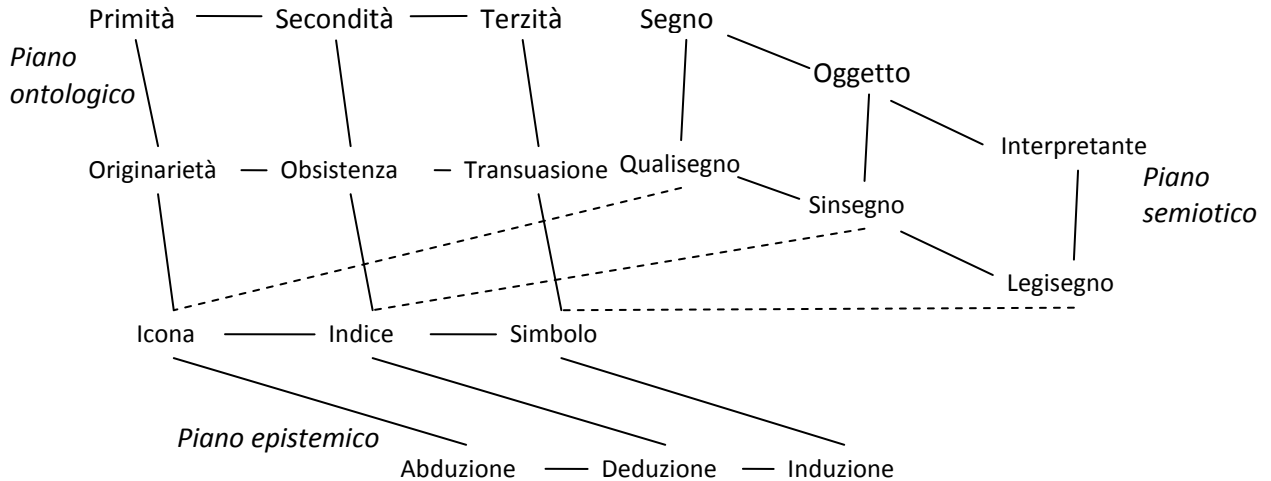 Primità Secondità Terzità Segno
Piano
ontologico
Oggetto
Interpretante
Originarietà Obsistenza Transuasione Qualisegno
Piano
semiotico
Sinsegno
Legisegno
Icona Indice Simbolo
Piano epistemico
Abduzione Deduzione Induzione